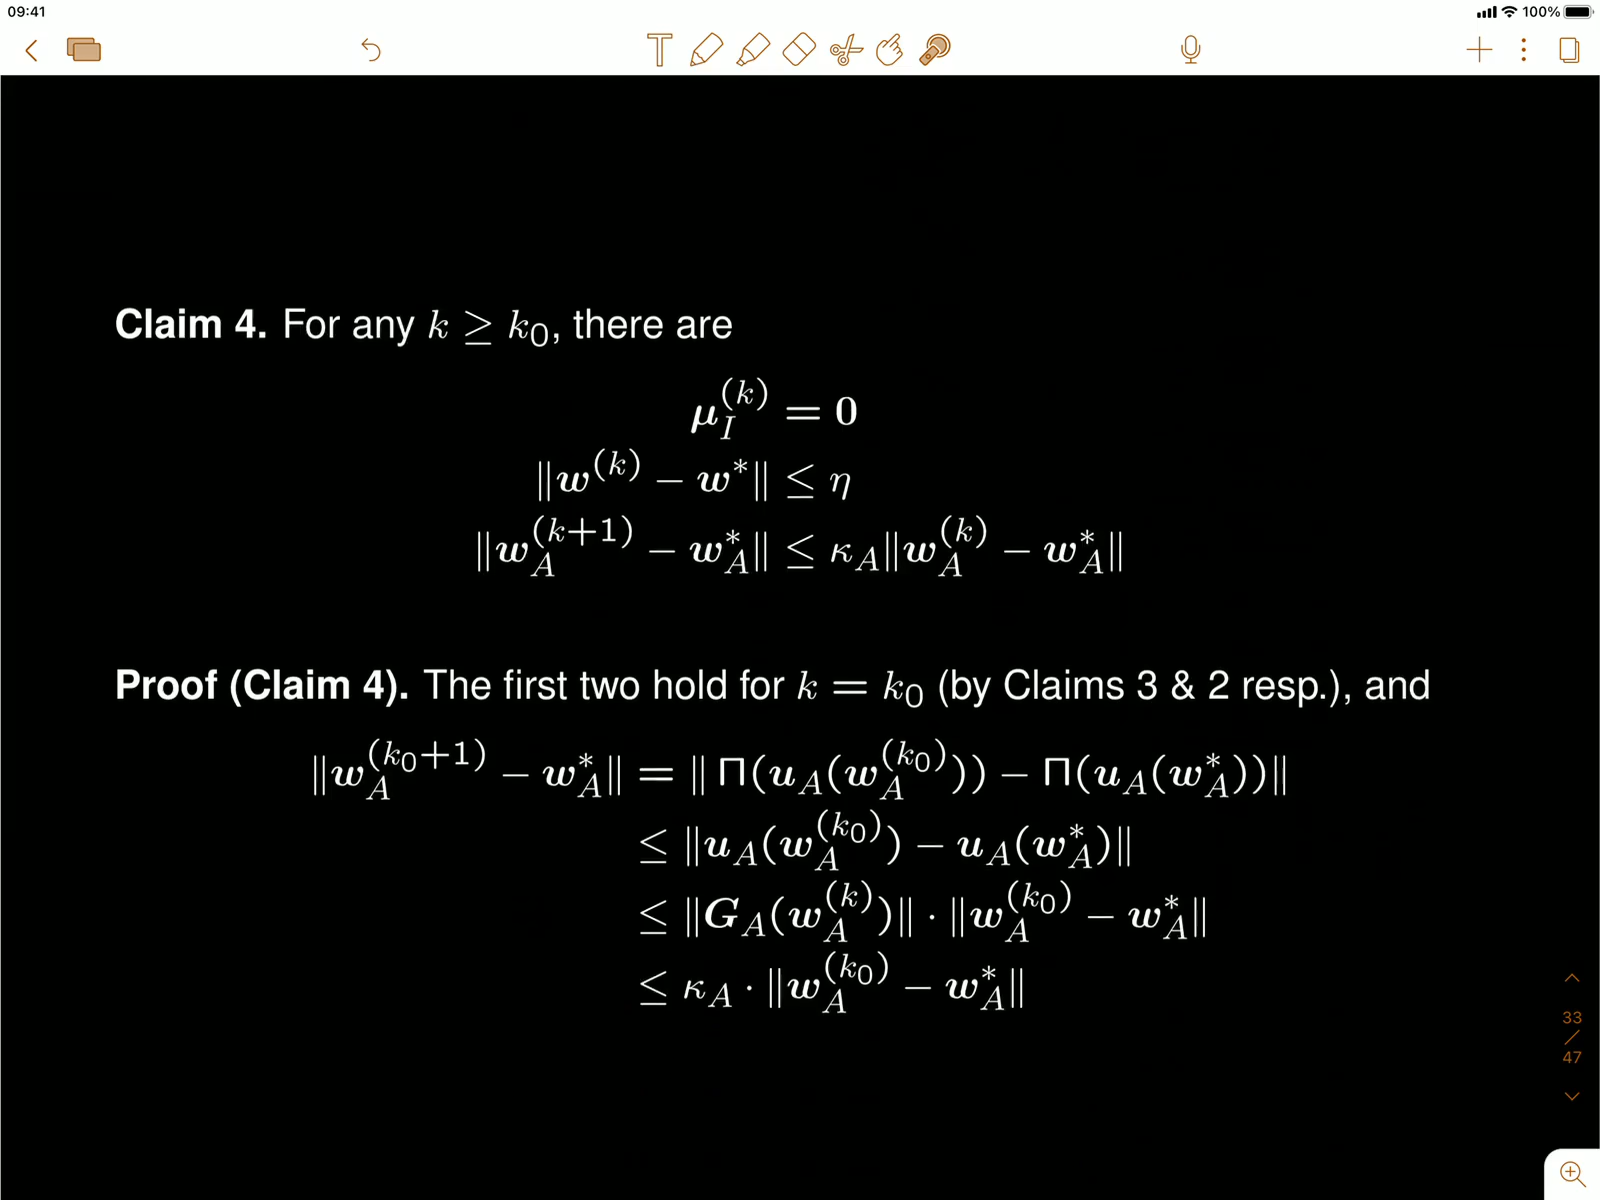 09:41
100%
Claim 4. For any k ≥ k₀, there are
μ_I^(k) = 0
‖w^(k) − w*‖ ≤ η
‖w_A^(k+1) − w_A^*‖ ≤ κ_A‖w_A^(k) − w_A^*‖
Proof (Claim 4). The first two hold for k = k₀ (by Claims 3 & 2 resp.), and
‖w_A^(k₀+1) − w_A^*‖ = ‖ Π(u_A(w_A^(k₀))) − Π(u_A(w_A^*))‖
≤ ‖u_A(w_A^(k₀)) − u_A(w_A^*)‖
≤ ‖G_A(w_A^(k))‖ · ‖w_A^(k₀) − w_A^*‖
≤ κ_A · ‖w_A^(k₀) − w_A^*‖
33
/
47